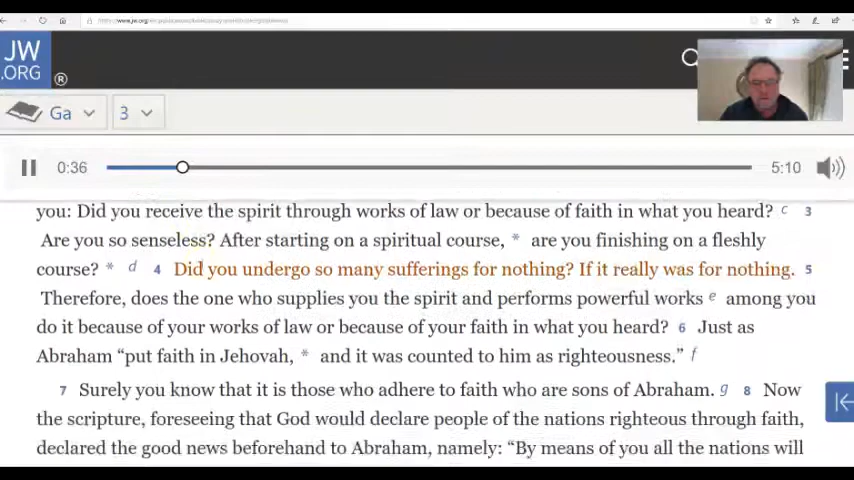 JW
.ORG
®
Ga
3
0:36
5:10
you: Did you receive the spirit through works of law or because of faith in what you heard? c 3
Are you so senseless? After starting on a spiritual course, * are you finishing on a fleshly
course? * d 4 Did you undergo so many sufferings for nothing? If it really was for nothing. 5
Therefore, does the one who supplies you the spirit and performs powerful works e among you
do it because of your works of law or because of your faith in what you heard? 6 Just as
Abraham “put faith in Jehovah, * and it was counted to him as righteousness.” f
7 Surely you know that it is those who adhere to faith who are sons of Abraham. g 8 Now
the scripture, foreseeing that God would declare people of the nations righteous through faith,
declared the good news beforehand to Abraham, namely: “By means of you all the nations will